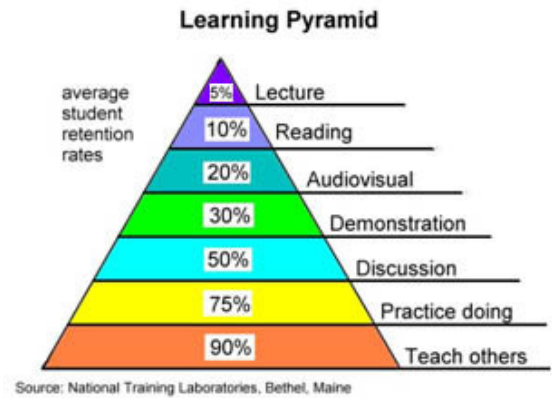 Learning Pyramid
average
student
retention
rates
5% Lecture
10% Reading
20% Audiovisual
30% Demonstration
50% Discussion
75% Practice doing
90% Teach others
Source: National Training Laboratories, Bethel, Maine